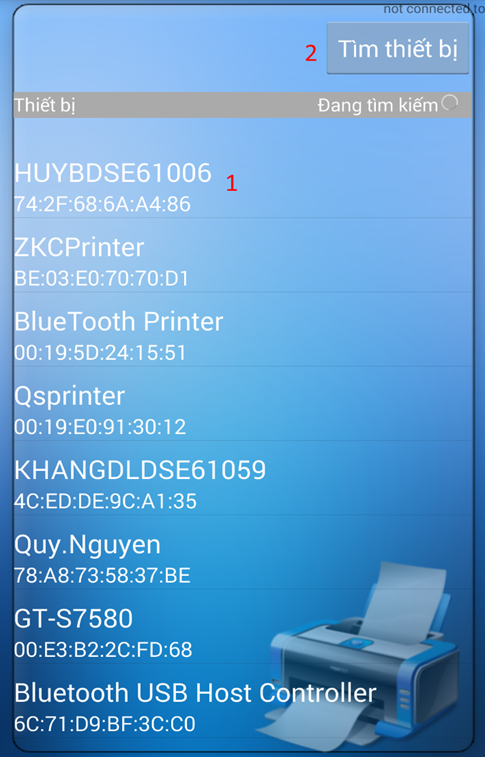 not connected to
2 Tìm thiết bị
Thiết bị Đang tìm kiếm
HUYBDSE61006 1
74:2F:68:6A:A4:86
ZKCPrinter
BE:03:E0:70:70:D1
BlueTooth Printer
00:19:5D:24:15:51
Qsprinter
00:19:E0:91:30:12
KHANGDLDSE61059
4C:ED:DE:9C:A1:35
Quy.Nguyen
78:A8:73:58:37:BE
GT-S7580
00:E3:B2:2C:FD:68
Bluetooth USB Host Controller
6C:71:D9:BF:3C:C0